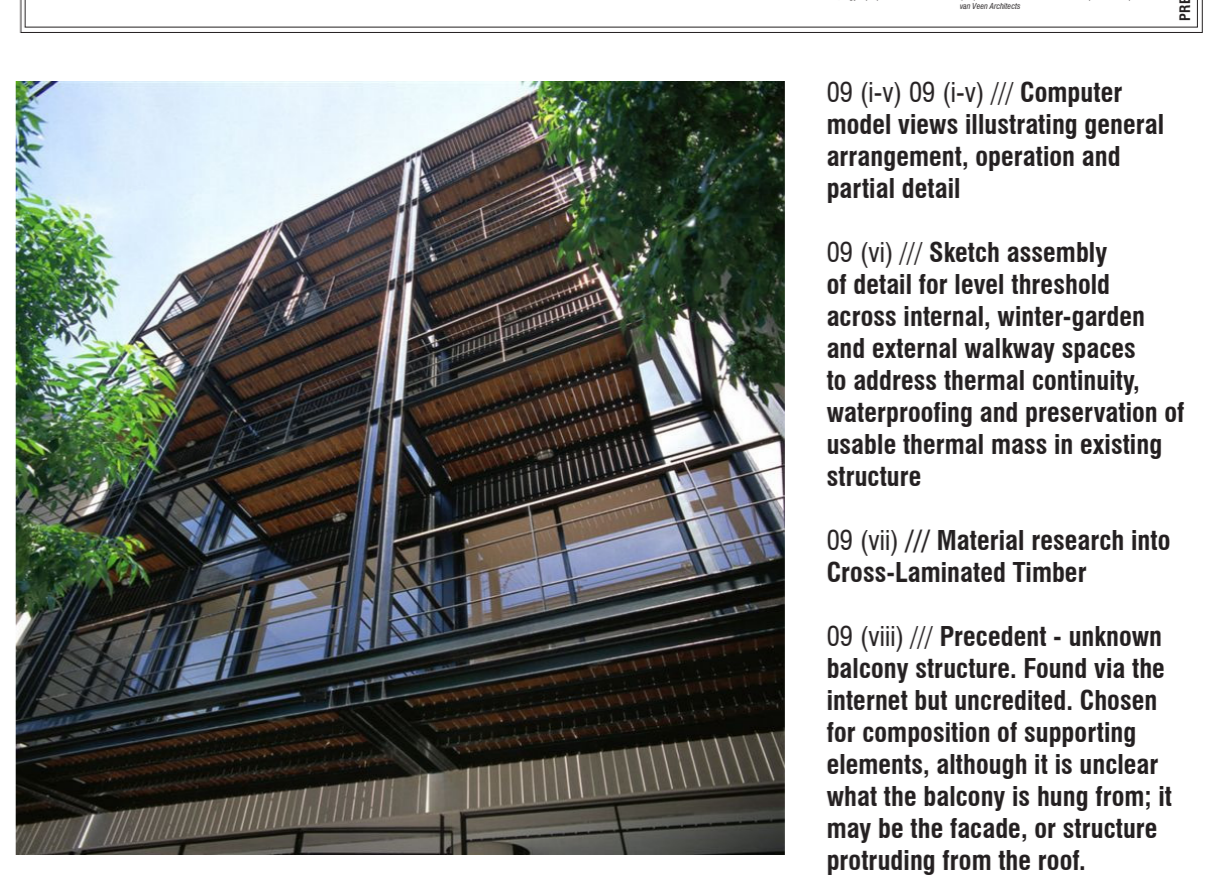 van Veen Architects
PRE
09 (i-v) 09 (i-v) /// Computer
model views illustrating general
arrangement, operation and
partial detail
09 (vi) /// Sketch assembly
of detail for level threshold
across internal, winter-garden
and external walkway spaces
to address thermal continuity,
waterproofing and preservation of
usable thermal mass in existing
structure
09 (vii) /// Material research into
Cross-Laminated Timber
09 (viii) /// Precedent - unknown
balcony structure. Found via the
internet but uncredited. Chosen
for composition of supporting
elements, although it is unclear
what the balcony is hung from; it
may be the facade, or structure
protruding from the roof.